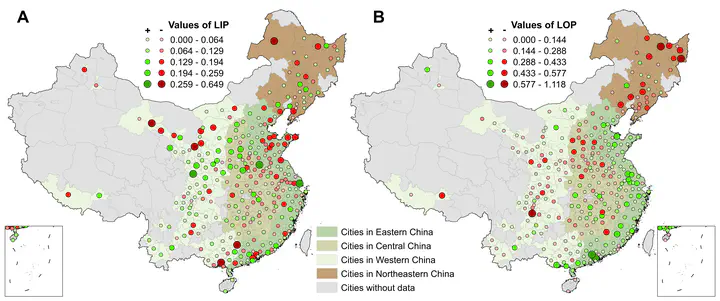 A
+ - Values of LIP
0.000 - 0.064
0.064 - 0.129
0.129 - 0.194
0.194 - 0.259
0.259 - 0.649
B
+ - Values of LOP
0.000 - 0.144
0.144 - 0.288
0.288 - 0.433
0.433 - 0.577
0.577 - 1.118
Cities in Eastern China
Cities in Central China
Cities in Western China
Cities in Northeastern China
Cities without data